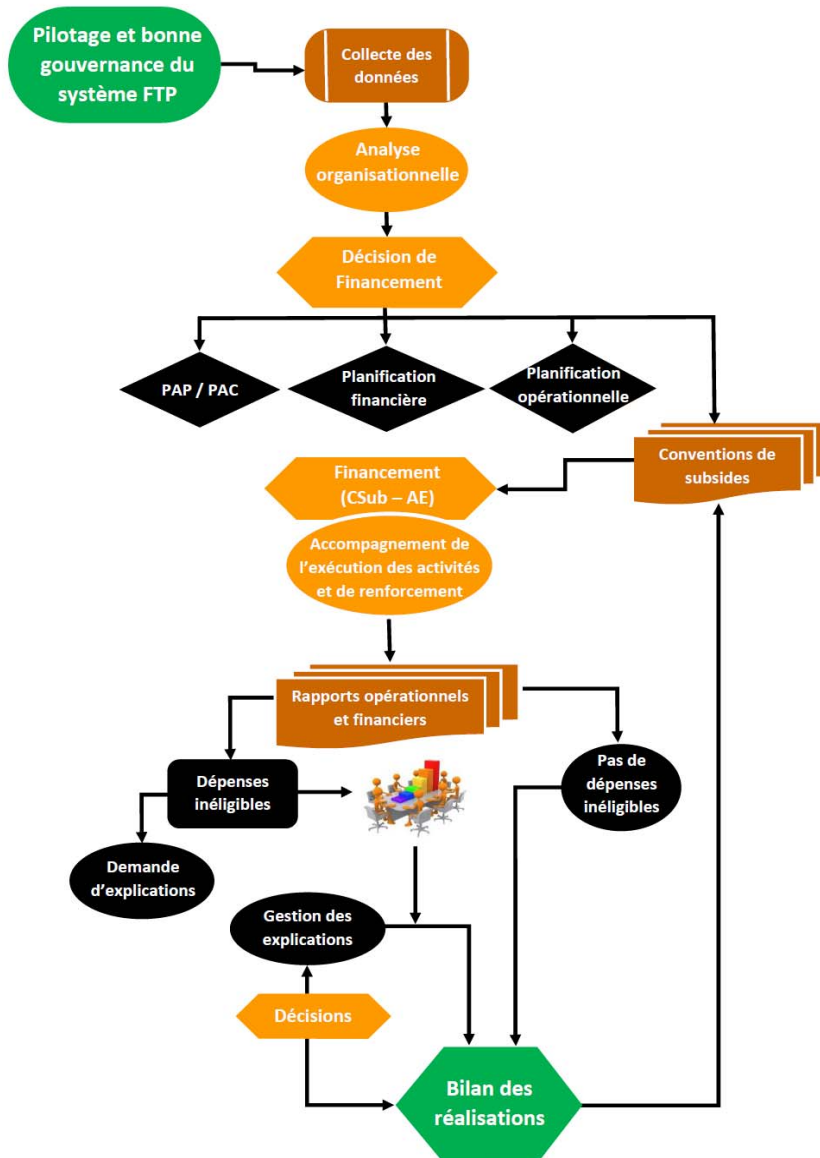 Pilotage et bonne
gouvernance du
système FTP
Collecte des
données
Analyse
organisationnelle
Décision de
Financement
PAP / PAC
Planification
financière
Planification
opérationnelle
Conventions de
subsides
Financement
(CSub – AE)
Accompagnement de
l’exécution des activités
et de renforcement
Rapports opérationnels
et financiers
Dépenses
inéligibles
Pas de
dépenses
inéligibles
Demande
d’explications
Gestion des
explications
Décisions
Bilan des
réalisations